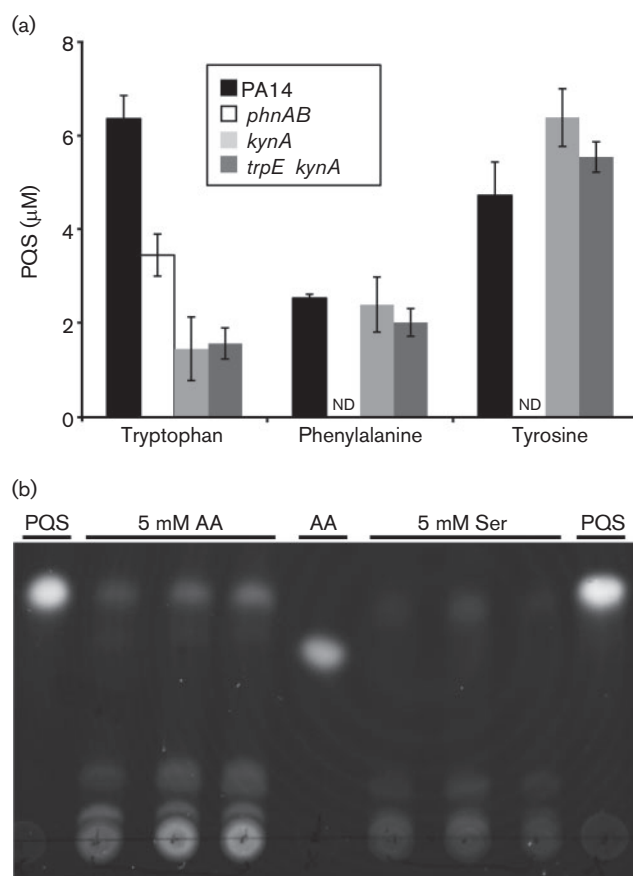 (a)
8
6
4
2
0
PQS (μM)
PA14
phnAB
kynA
trpE kynA
ND
ND
Tryptophan Phenylalanine Tyrosine
(b)
PQS 5 mM AA AA 5 mM Ser PQS